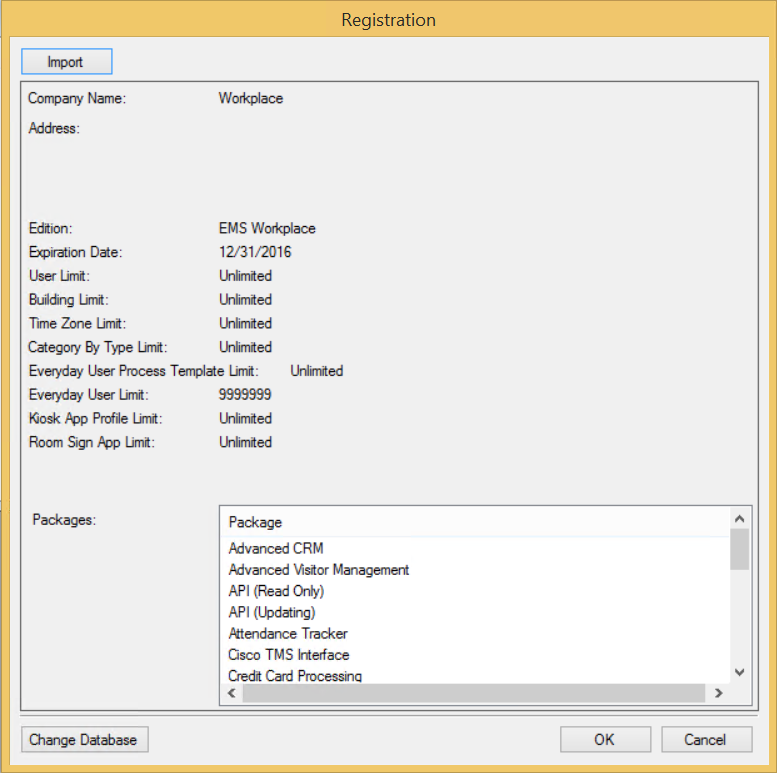 Registration
Import
Company Name: Workplace
Address:
Edition: EMS Workplace
Expiration Date: 12/31/2016
User Limit: Unlimited
Building Limit: Unlimited
Time Zone Limit: Unlimited
Category By Type Limit: Unlimited
Everyday User Process Template Limit: Unlimited
Everyday User Limit: 9999999
Kiosk App Profile Limit: Unlimited
Room Sign App Limit: Unlimited
Packages:
Package
Advanced CRM
Advanced Visitor Management
API (Read Only)
API (Updating)
Attendance Tracker
Cisco TMS Interface
Credit Card Processing
Change Database OK Cancel